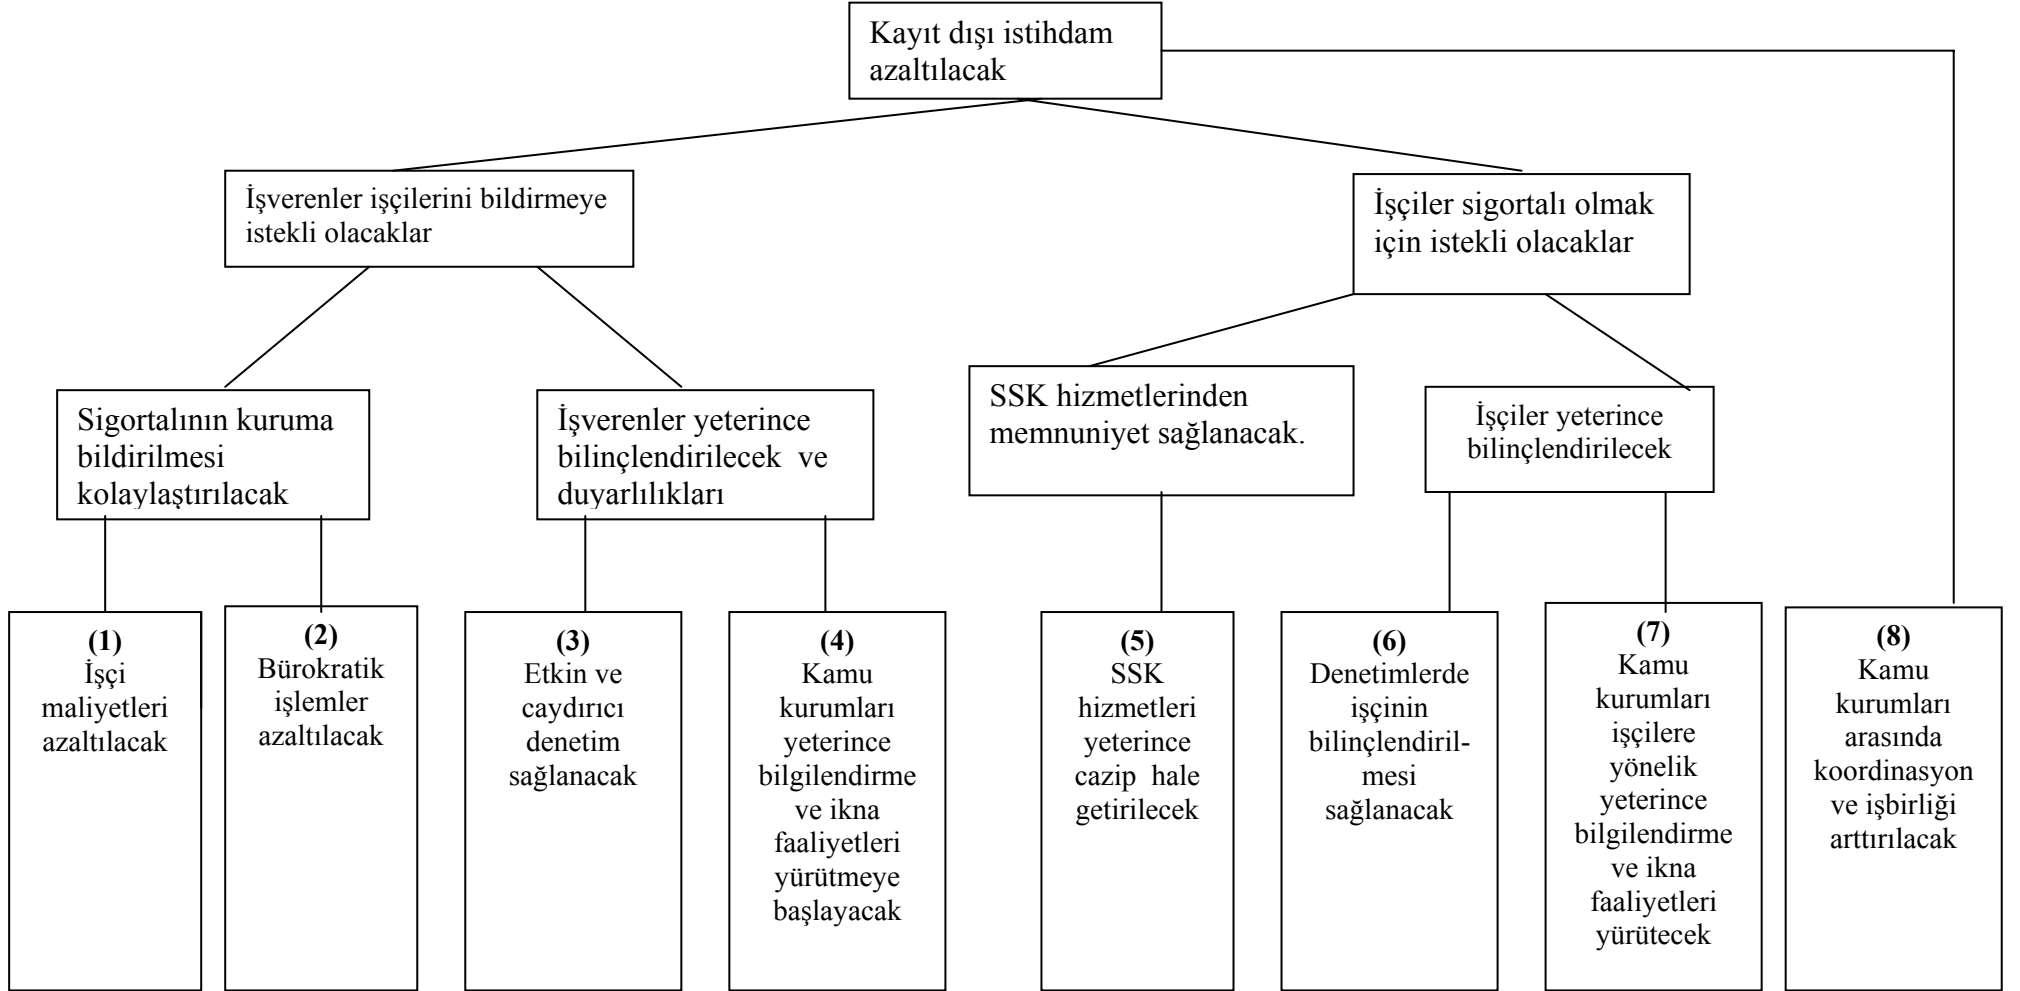 Kayıt dışı istihdam
azaltılacak
İşverenler işçilerini bildirmeye
istekli olacaklar
İşçiler sigortalı olmak
için istekli olacaklar
Sigortalının kuruma
bildirilmesi
kolaylaştırılacak
İşverenler yeterince
bilinçlendirilecek ve
duyarlılıkları
SSK hizmetlerinden
memnuniyet sağlanacak.
İşçiler yeterince
bilinçlendirilecek
(1)
İşçi
maliyetleri
azaltılacak
(2)
Bürokratik
işlemler
azaltılacak
(3)
Etkin ve
caydırıcı
denetim
sağlanacak
(4)
Kamu
kurumları
yeterince
bilgilendirme
ve ikna
faaliyetleri
yürütmeye
başlayacak
(5)
SSK
hizmetleri
yeterince
cazip hale
getirilecek
(6)
Denetimlerde
işçinin
bilinçlendiril-
mesi
sağlanacak
(7)
Kamu
kurumları
işçilere
yönelik
yeterince
bilgilendirme
ve ikna
faaliyetleri
yürütecek
(8)
Kamu
kurumları
arasında
koordinasyon
ve işbirliği
arttırılacak